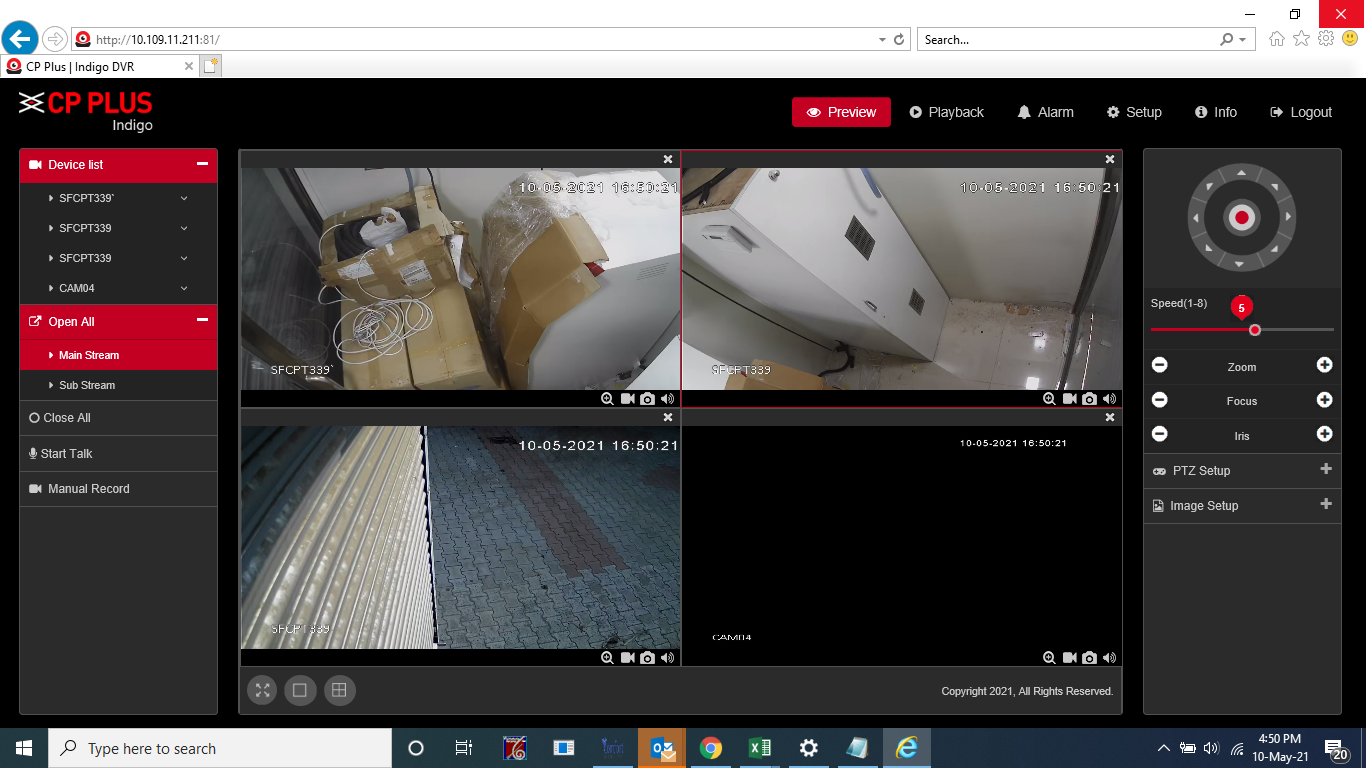 http://10.109.11.211:81/
Search...
CP Plus | Indigo DVR
CP PLUS
Indigo
Preview
Playback
Alarm
Setup
Info
Logout
Device list
SFCPT339`
SFCPT339
SFCPT339
CAM04
Open All
Main Stream
Sub Stream
Close All
Start Talk
Manual Record
10-05-2021 16:50:21
SFCPT339`
10-05-2021 16:50:21
SFCPT339
10-05-2021 16:50:21
SFCPT339
10-05-2021 16:50:21
CAM04
Copyright 2021, All Rights Reserved.
Speed(1-8)
5
Zoom
Focus
Iris
PTZ Setup
Image Setup
Type here to search
4:50 PM
10-May-21
20